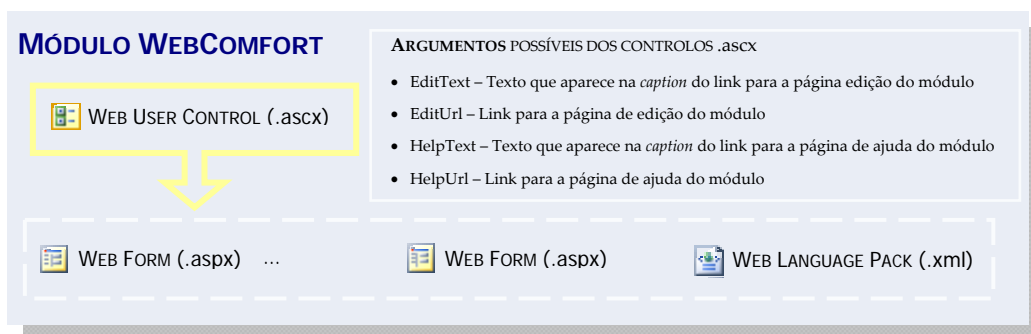 MÓDULO WEBCOMFORT
WEB USER CONTROL (.ascx)
ARGUMENTOS POSSÍVEIS DOS CONTROLOS .ascx
• EditText – Texto que aparece na caption do link para a página edição do módulo
• EditUrl – Link para a página de edição do módulo
• HelpText – Texto que aparece na caption do link para a página de ajuda do módulo
• HelpUrl – Link para a página de ajuda do módulo
WEB FORM (.aspx) ... WEB FORM (.aspx) WEB LANGUAGE PACK (.xml)